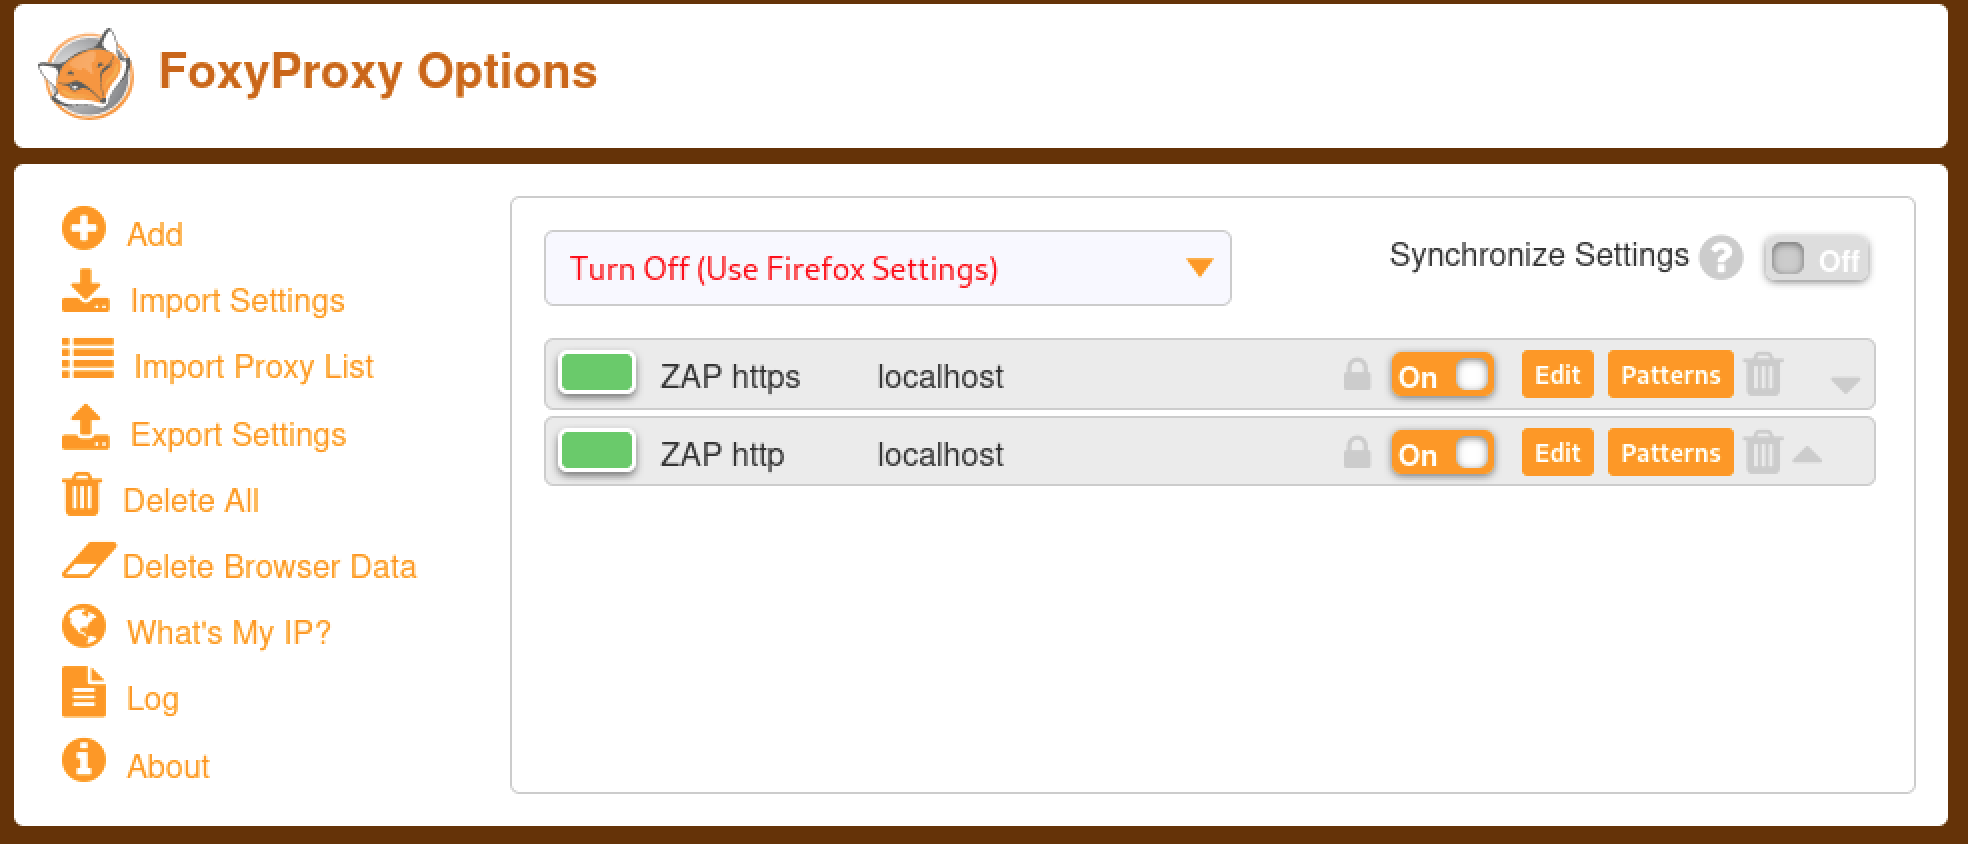 FoxyProxy Options
Add
Import Settings
Import Proxy List
Export Settings
Delete All
Delete Browser Data
What's My IP?
Log
About
Turn Off (Use Firefox Settings)
Synchronize Settings ? Off
ZAP https localhost On Edit Patterns
ZAP http localhost On Edit Patterns